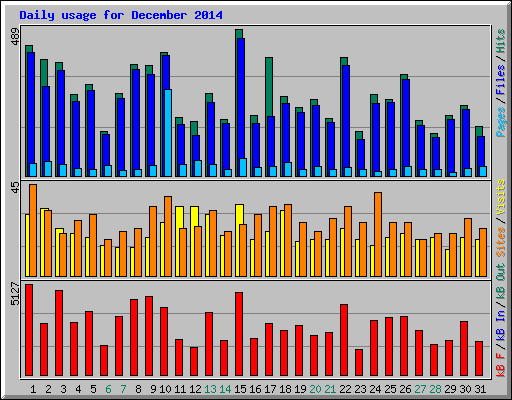 Daily usage for December 2014
489
Pages / Files / Hits
45
Sites / Visits
5127
kB F / kB In / kB Out
1 2 3 4 5 6 7 8 9 10 11 12 13 14 15 16 17 18 19 20 21 22 23 24 25 26 27 28 29 30 31